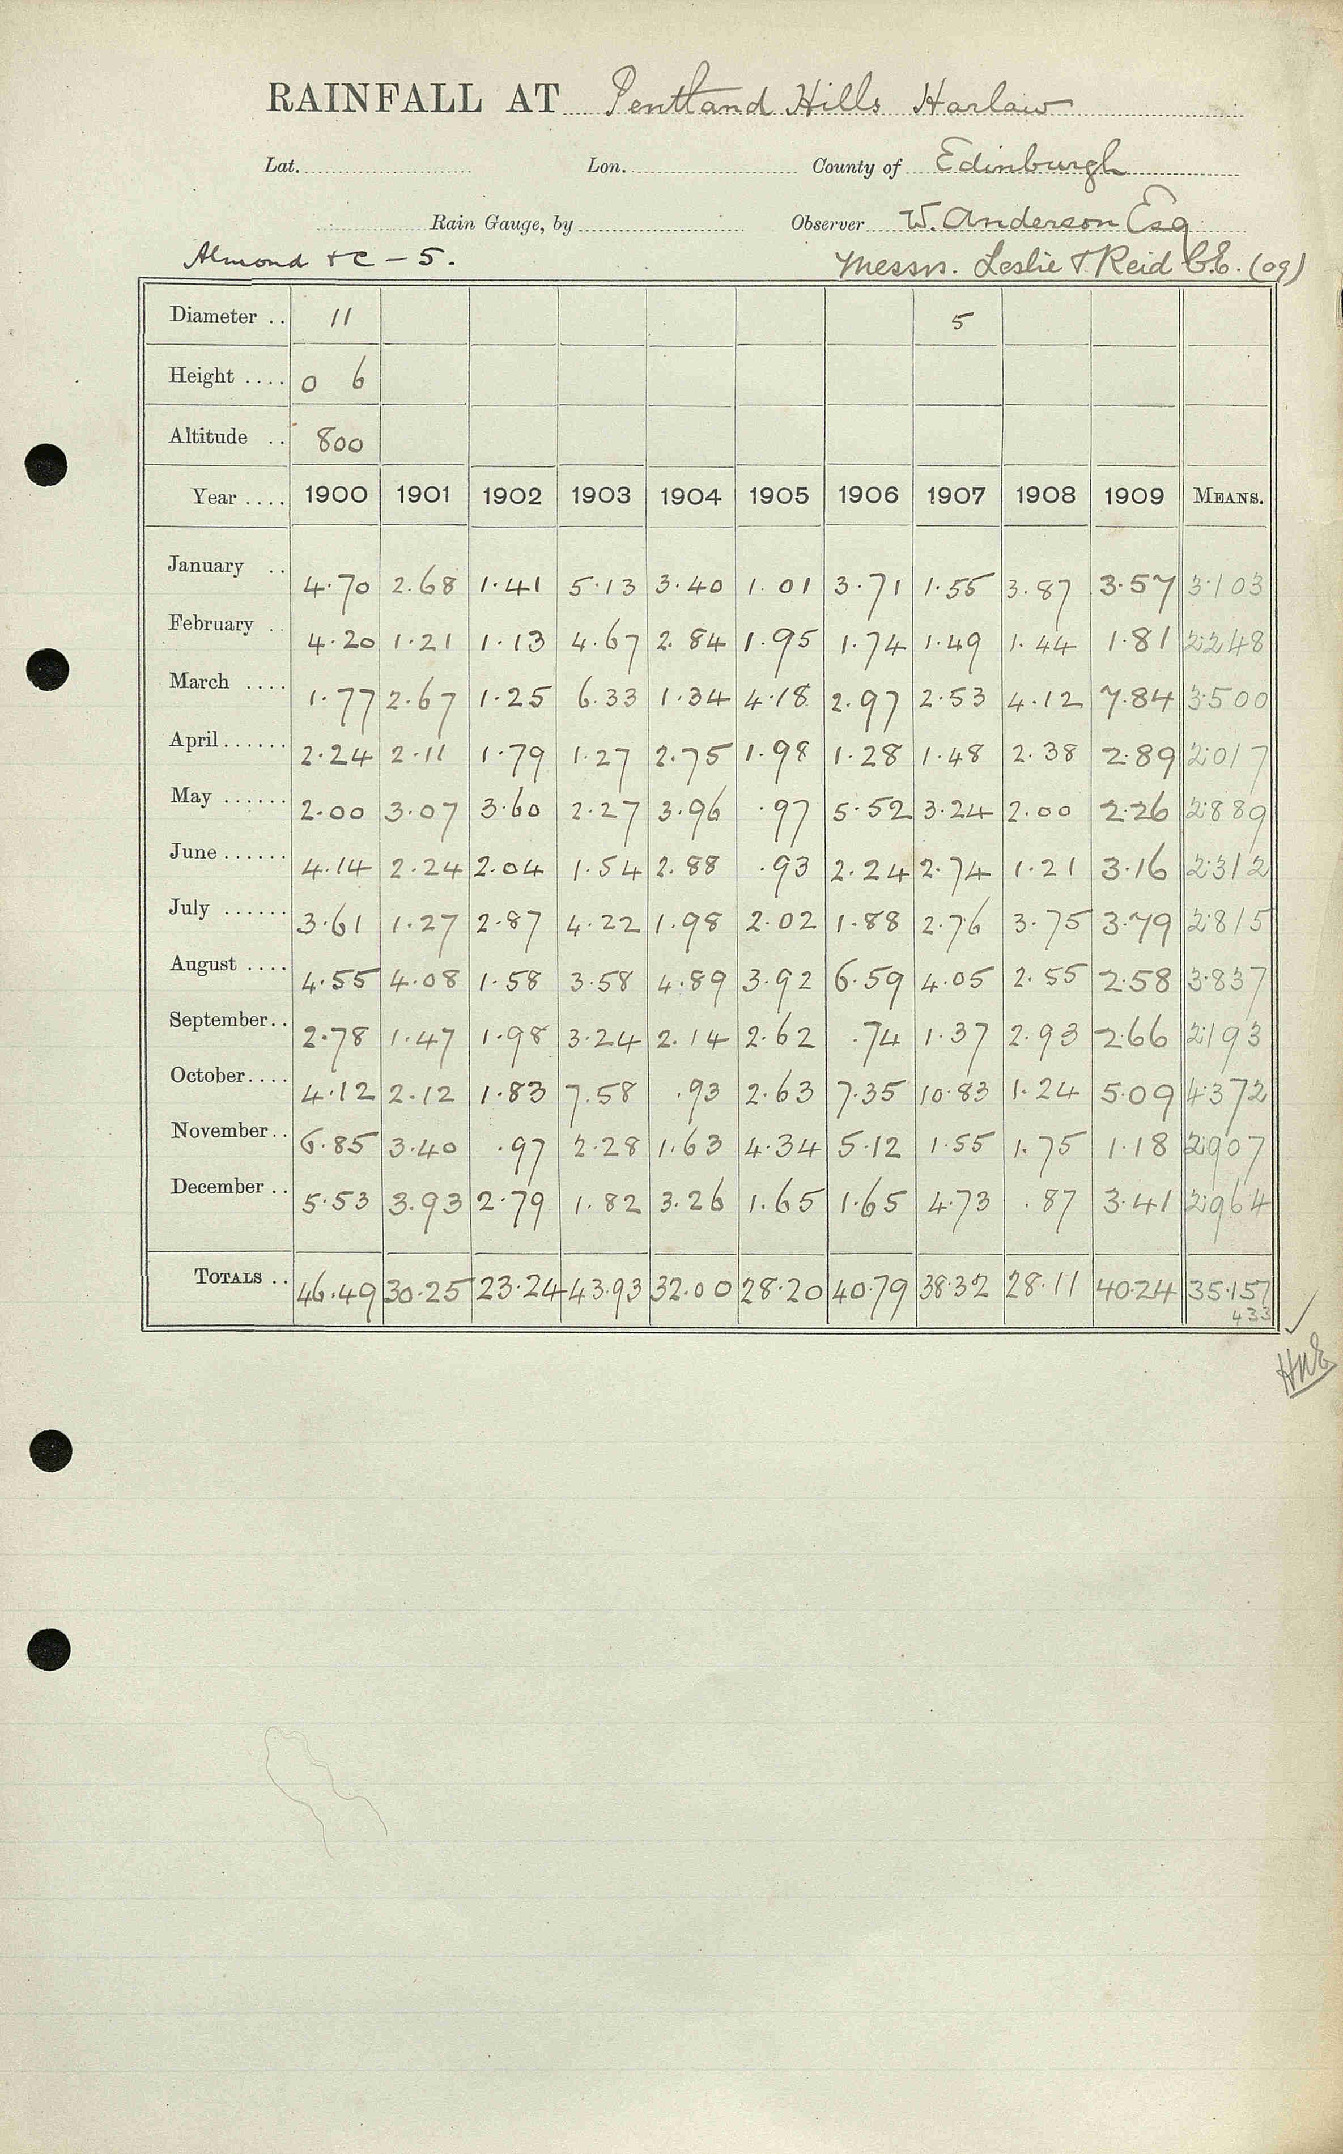 RAINFALL AT Pentland Hills Harlaw
Lat. Lon. County of Edinburgh
Rain Gauge, by Observer W. Anderson Esq
Almond &c - 5. Messrs. Leslie & Reid C.E. (09)
Diameter .. 11 5
Height .... 0 6
Altitude .. 800
Year .... 1900 1901 1902 1903 1904 1905 1906 1907 1908 1909 MEANS.
January .. 4.70 2.68 1.41 5.13 3.40 1.01 3.71 1.55 3.87 3.57 3.103
February .. 4.20 1.21 1.13 4.67 2.84 1.95 1.74 1.49 1.44 1.81 2.248
March .... 1.77 2.67 1.25 6.33 1.34 4.18 2.97 2.53 4.12 7.84 3.500
April...... 2.24 2.11 1.79 1.27 2.75 1.98 1.28 1.48 2.38 2.89 2.017
May ...... 2.00 3.07 3.60 2.27 3.96 .97 5.52 3.24 2.00 2.26 2.889
June ...... 4.14 2.24 2.04 1.54 2.88 .93 2.24 2.74 1.21 3.16 2.312
July ...... 3.61 1.27 2.87 4.22 1.98 2.02 1.88 2.76 3.75 3.79 2.815
August .... 4.55 4.08 1.58 3.58 4.89 3.92 6.59 4.05 2.55 2.58 3.837
September.. 2.78 1.47 1.98 3.24 2.14 2.62 .74 1.37 2.93 2.66 2.193
October.... 4.12 2.12 1.83 7.58 .93 2.63 7.35 10.83 1.24 5.09 4.372
November.. 6.85 3.40 .97 2.28 1.63 4.34 5.12 1.55 1.75 1.18 2.907
December .. 5.53 3.93 2.79 1.82 3.26 1.65 1.65 4.73 .87 3.41 2.964
TOTALS .. 46.49 30.25 23.24 43.93 32.00 28.20 40.79 38.32 28.11 40.24 35.157
433